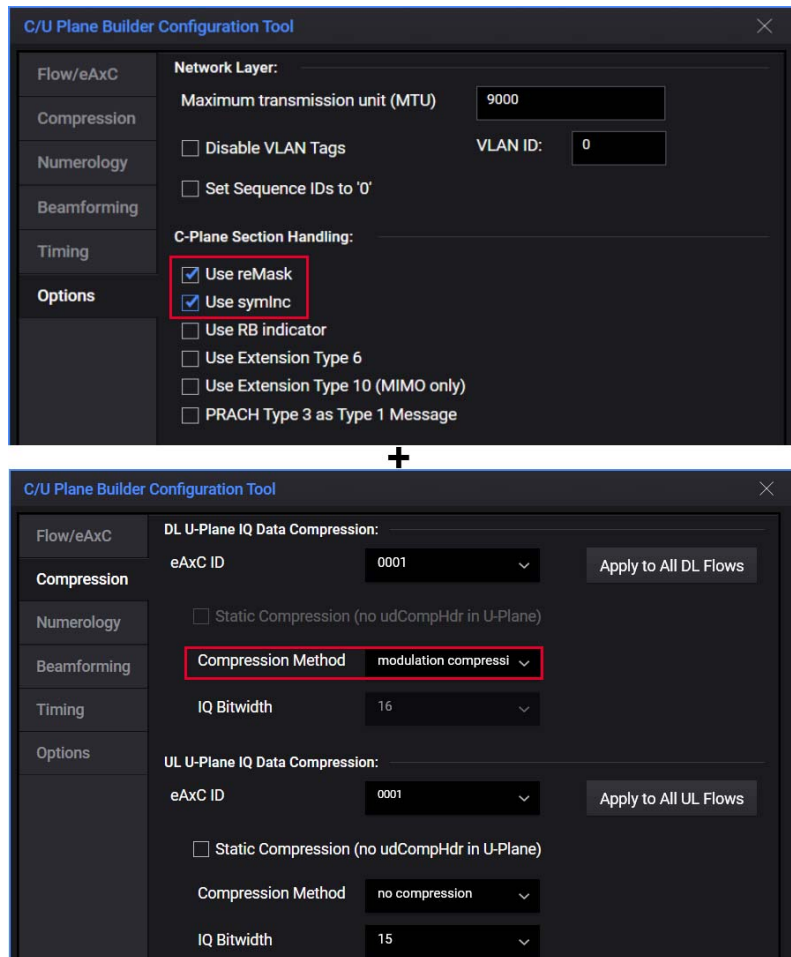 C/U Plane Builder Configuration Tool
Flow/eAxC
Compression
Numerology
Beamforming
Timing
Options
Network Layer:
Maximum transmission unit (MTU) 9000
Disable VLAN Tags VLAN ID: 0
Set Sequence IDs to '0'
C-Plane Section Handling:
Use reMask
Use symInc
Use RB indicator
Use Extension Type 6
Use Extension Type 10 (MIMO only)
PRACH Type 3 as Type 1 Message
+
C/U Plane Builder Configuration Tool
Flow/eAxC
Compression
Numerology
Beamforming
Timing
Options
DL U-Plane IQ Data Compression:
eAxC ID 0001 Apply to All DL Flows
Static Compression (no udCompHdr in U-Plane)
Compression Method modulation compressi
IQ Bitwidth 16
UL U-Plane IQ Data Compression:
eAxC ID 0001 Apply to All UL Flows
Static Compression (no udCompHdr in U-Plane)
Compression Method no compression
IQ Bitwidth 15